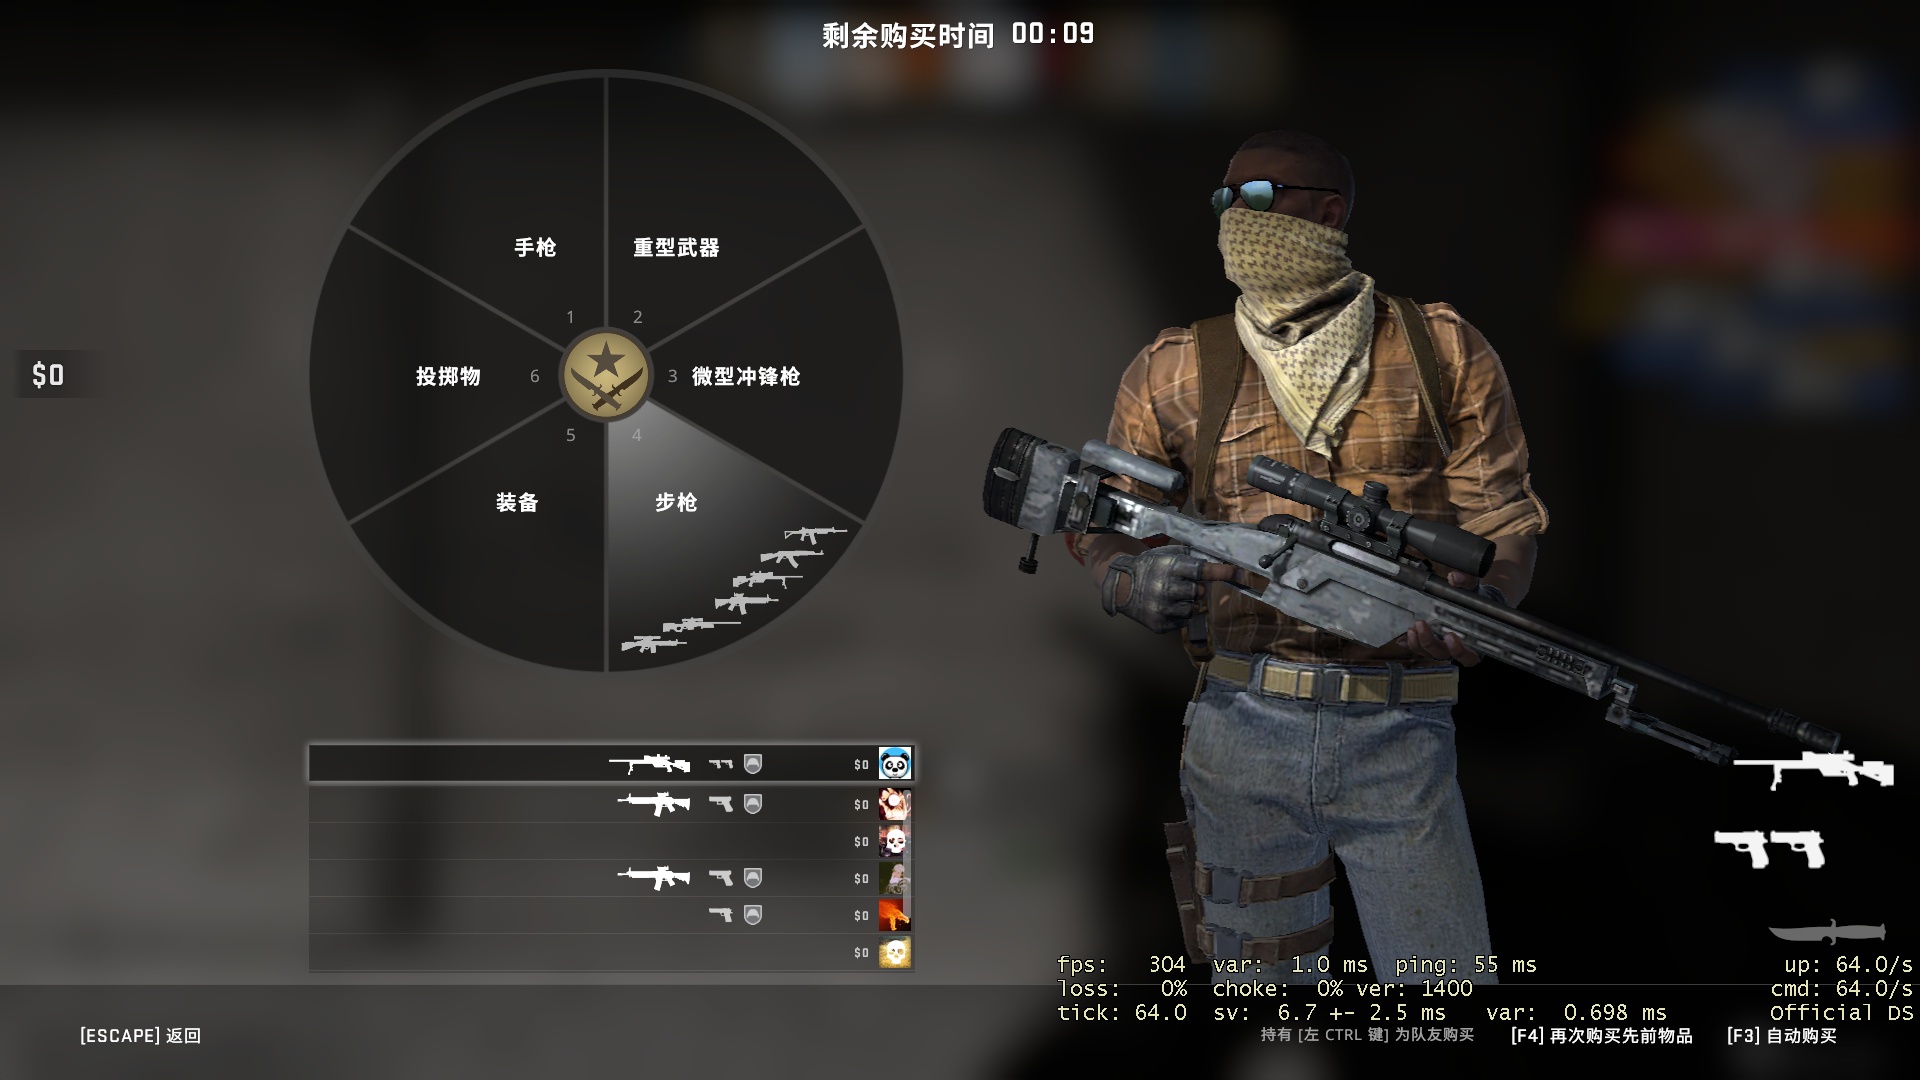 剩余购买时间 00:09
手枪
重型武器
1
2
$0
投掷物
6
3
微型冲锋枪
5
4
装备
步枪
$0
$0
$0
$0
$0
$0
fps: 304 var: 1.0 ms ping: 55 ms
up: 64.0/s
loss: 0% choke: 0% ver: 1400
cmd: 64.0/s
tick: 64.0 sv: 6.7 +- 2.5 ms var: 0.698 ms
Official DS
[ESCAPE] 返回
持有 [左 CTRL 键] 为队友购买
[F4] 再次购买先前物品
[F3] 自动购买